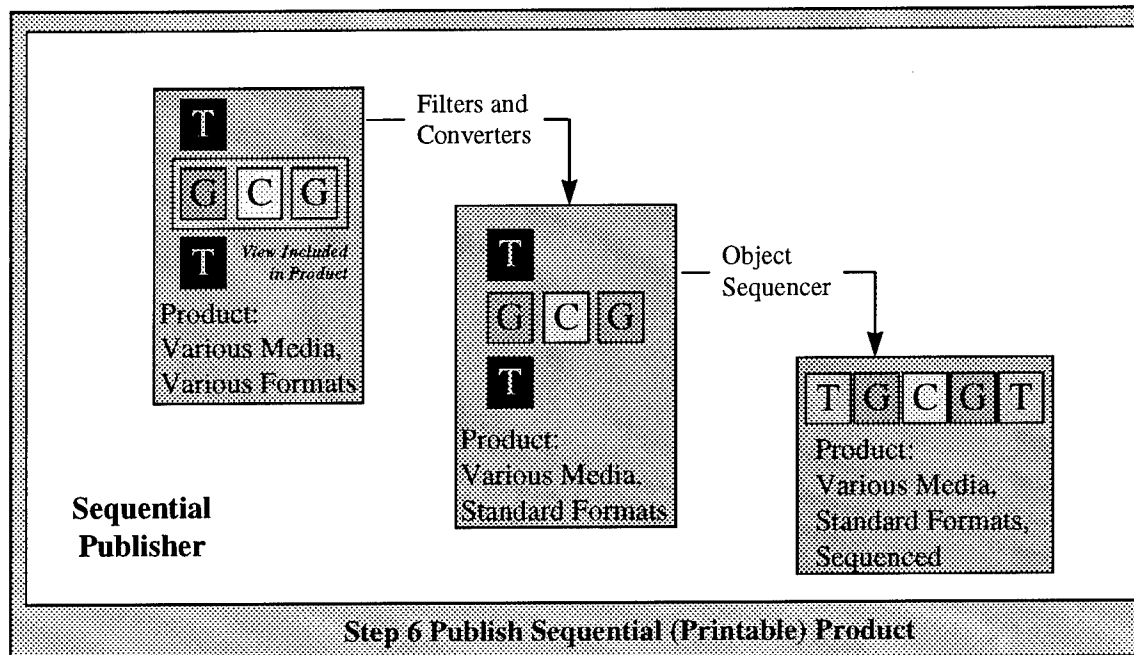 T
G C G
T View Included
in Product
Product:
Various Media,
Various Formats
Filters and
Converters
T
G C G
T
Product:
Various Media,
Standard Formats
Object
Sequencer
T G C G T
Product:
Various Media,
Standard Formats,
Sequenced
Sequential
Publisher
Step 6 Publish Sequential (Printable) Product